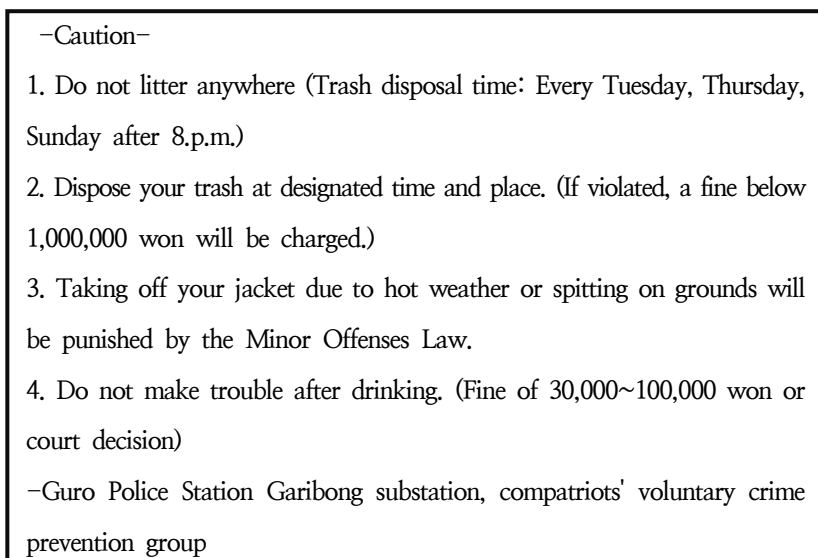 -Caution-
1. Do not litter anywhere (Trash disposal time: Every Tuesday, Thursday,
Sunday after 8.p.m.)
2. Dispose your trash at designated time and place. (If violated, a fine below
1,000,000 won will be charged.)
3. Taking off your jacket due to hot weather or spitting on grounds will
be punished by the Minor Offenses Law.
4. Do not make trouble after drinking. (Fine of 30,000~100,000 won or
court decision)
-Guro Police Station Garibong substation, compatriots' voluntary crime
prevention group